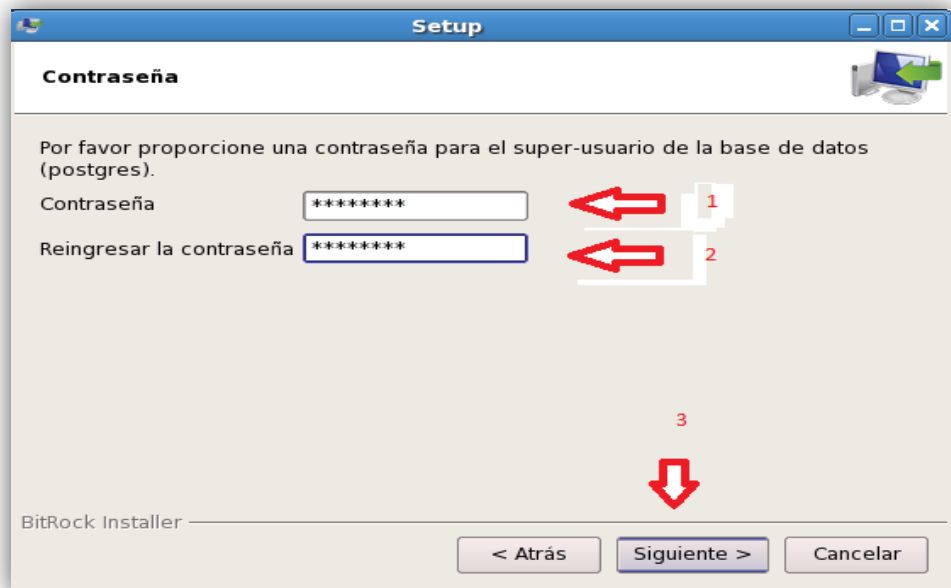 Setup
Contraseña
Por favor proporcione una contraseña para el super-usuario de la base de datos
(postgres).
Contraseña ******** 1
Reingresar la contraseña ******** 2
3
BitRock Installer
< Atrás Siguiente > Cancelar